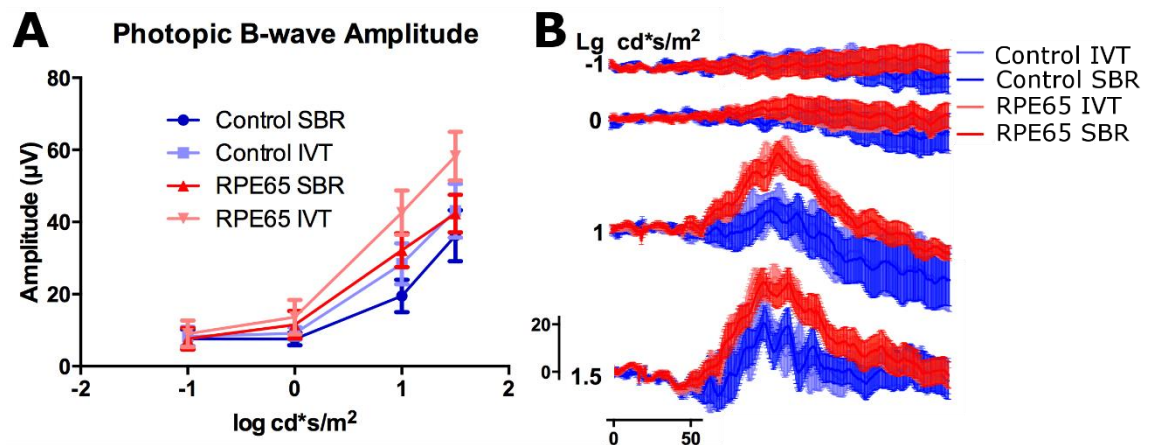 A
Photopic B-wave Amplitude
80
60
40
20
0
Amplitude (µV)
-2
-1
0
1
2
log cd*s/m²
Control SBR
Control IVT
RPE65 SBR
RPE65 IVT
B
Lg cd*s/m²
-1
0
1
1.5
20
0
0
50
Control IVT
Control SBR
RPE65 IVT
RPE65 SBR